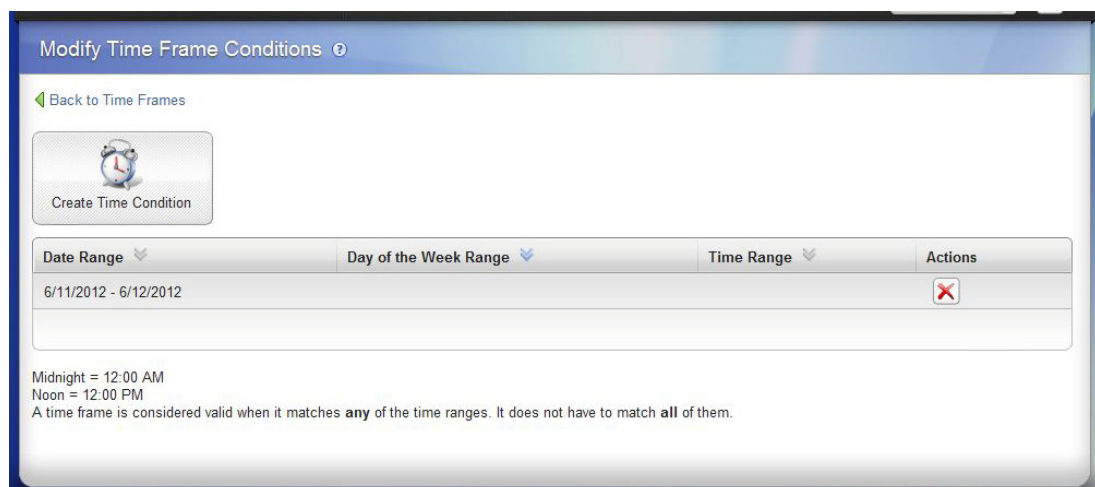 Modify Time Frame Conditions ?
Back to Time Frames
Create Time Condition
Date Range Day of the Week Range Time Range Actions
6/11/2012 - 6/12/2012
Midnight = 12:00 AM
Noon = 12:00 PM
A time frame is considered valid when it matches any of the time ranges. It does not have to match all of them.